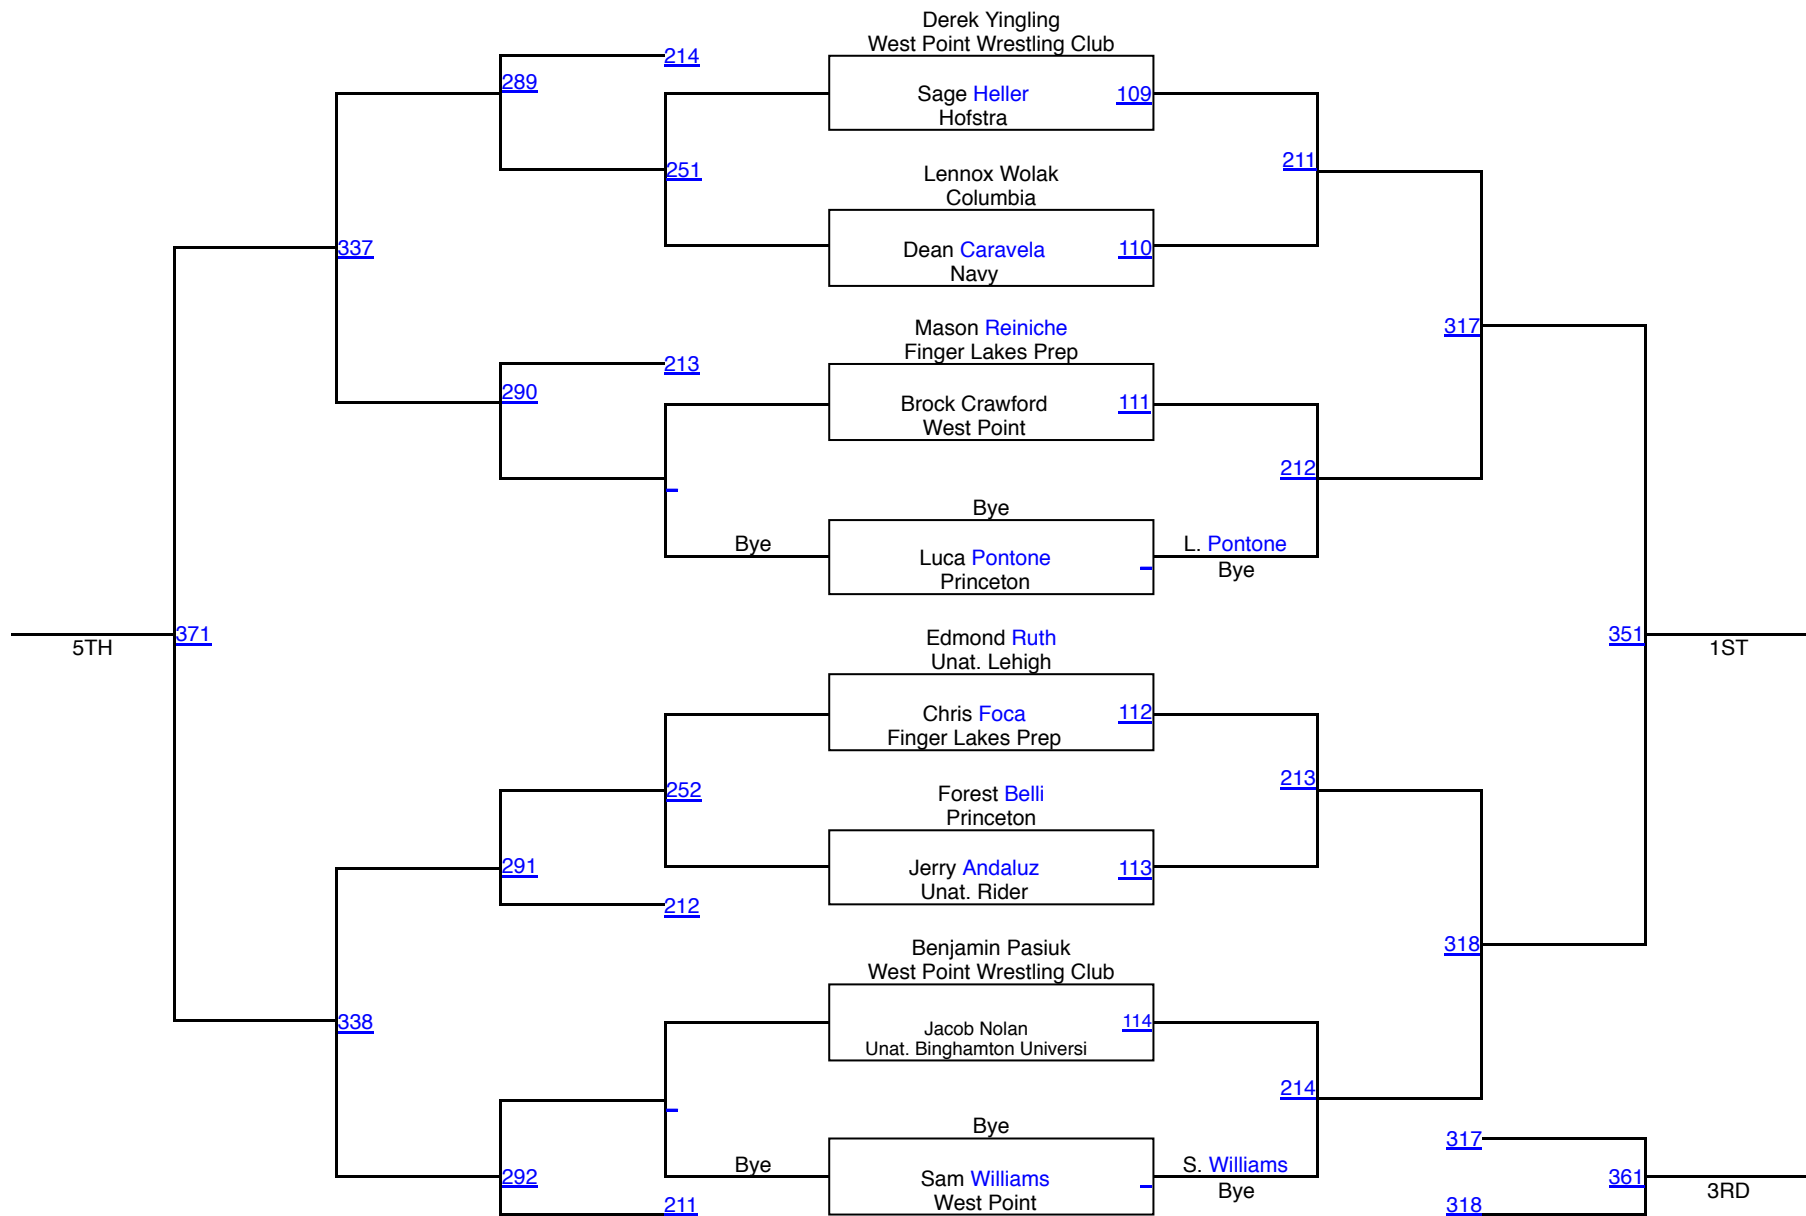 Derek Yingling
West Point Wrestling Club
214
289
Sage Heller
109
Hofstra
211
251
Lennox Wolak
Columbia
337
Dean Caravela
110
Navy
Mason Reiniche
317
Finger Lakes Prep
213
290
Brock Crawford
111
West Point
212
Bye
Bye
L. Pontone
Luca Pontone
Bye
Princeton
5TH
371
Edmond Ruth
351
1ST
Unat. Lehigh
Chris Foca
112
Finger Lakes Prep
213
252
Forest Belli
Princeton
291
Jerry Andaluz
113
Unat. Rider
212
Benjamin Pasiuk
318
West Point Wrestling Club
338
Jacob Nolan
114
Unat. Binghamton Universi
214
Bye
317
Bye
S. Williams
292
Sam Williams
Bye
361
3RD
West Point
211
318